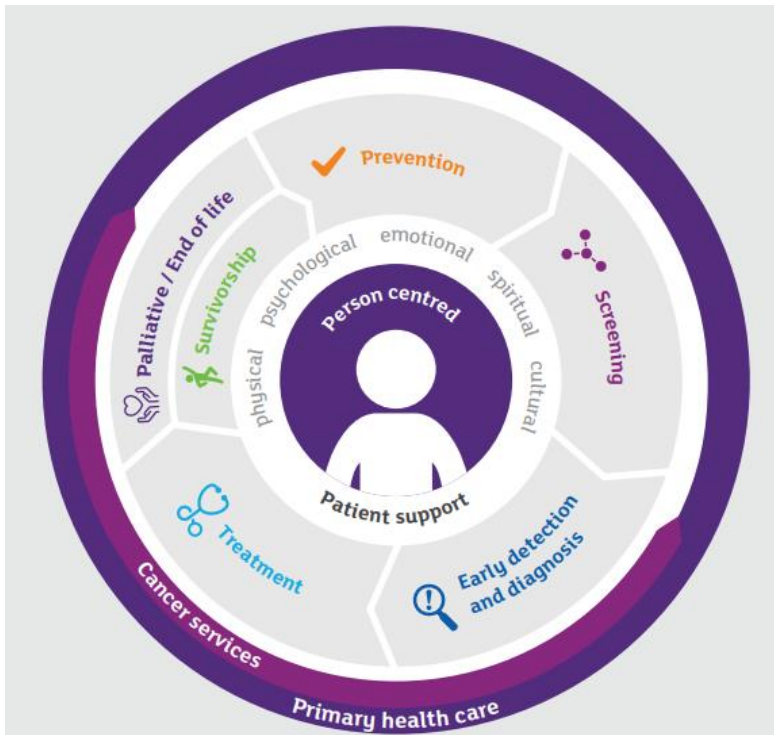 Prevention
Screening
Early detection
and diagnosis
Treatment
Palliative / End of life
Survivorship
physical psychological emotional spiritual cultural
Person centred
Patient support
Cancer services
Primary health care